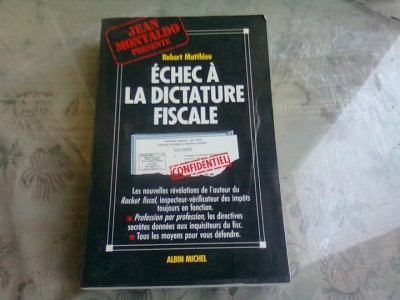 JEAN
MONTALDO
PRÉSENTE
Robert Matthieu
ÉCHEC À
LA DICTATURE
FISCALE
CONFIDENTIEL
Les nouvelles révélations de l'auteur du
Racket fiscal, inspecteur-vérificateur des impôts
toujours en fonction.
• Profession par profession, les directives
secrètes données aux inquisiteurs du fisc.
• Tous les moyens pour vous défendre.
ALBIN MICHEL